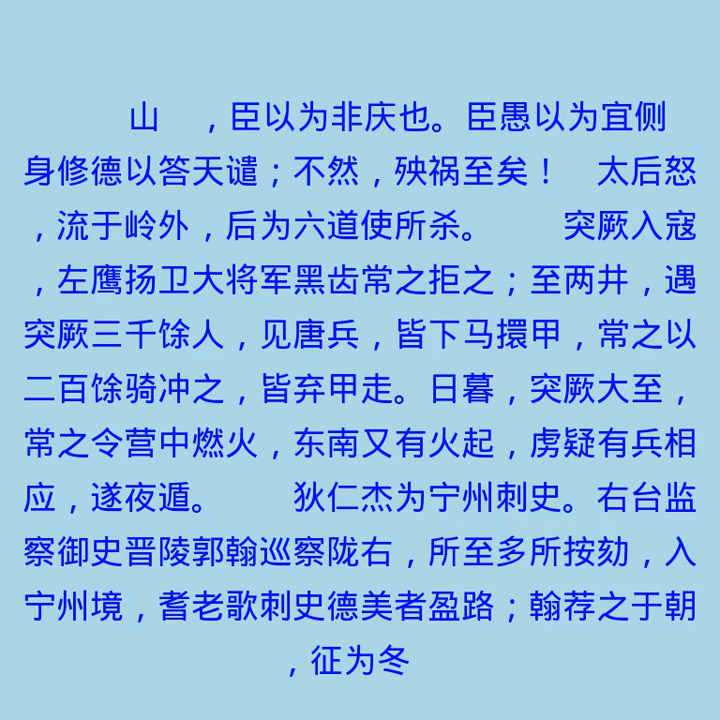 山　，臣以为非庆也。臣愚以为宜侧
身修德以答天谴；不然，殃祸至矣！　太后怒
，流于岭外，后为六道使所杀。　　突厥入寇
，左鹰扬卫大将军黑齿常之拒之；至两井，遇
突厥三千馀人，见唐兵，皆下马擐甲，常之以
二百馀骑冲之，皆弃甲走。日暮，突厥大至，
常之令营中燃火，东南又有火起，虏疑有兵相
应，遂夜遁。　　狄仁杰为宁州刺史。右台监
察御史晋陵郭翰巡察陇右，所至多所按劾，入
宁州境，耆老歌刺史德美者盈路；翰荐之于朝
，征为冬